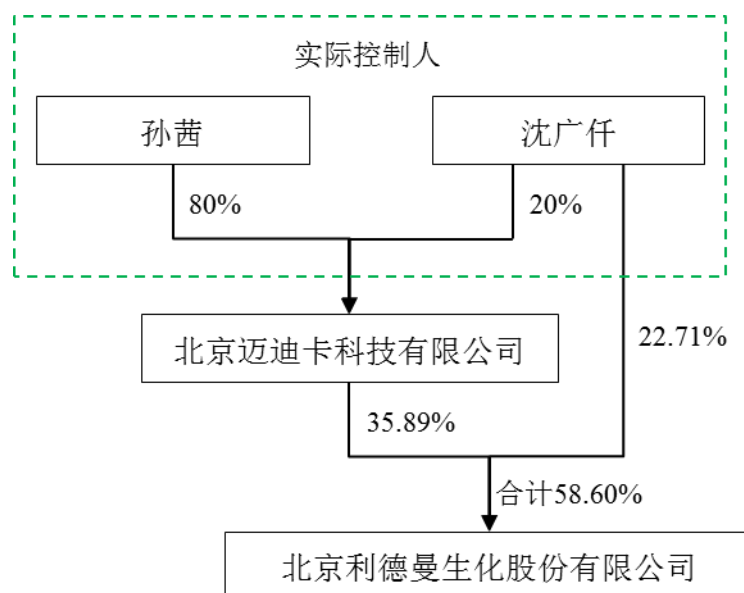 实际控制人
孙茜
沈广仟
80%
20%
北京迈迪卡科技有限公司
22.71%
35.89%
合计58.60%
北京利德曼生化股份有限公司